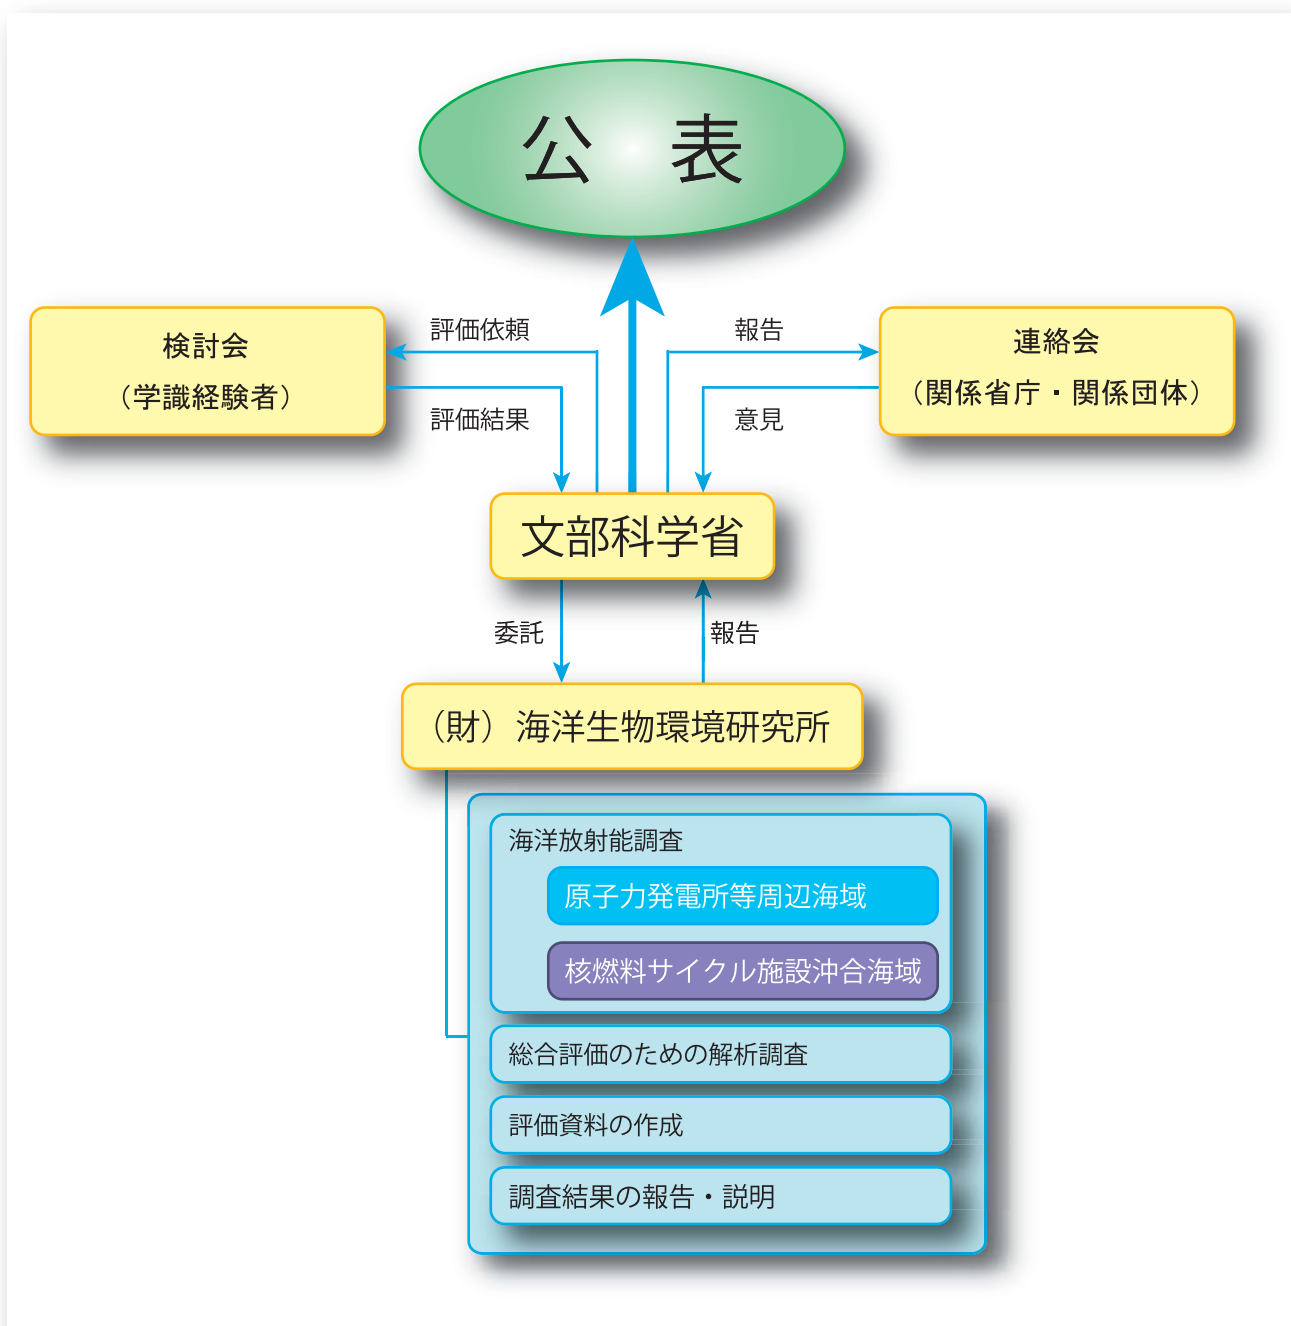 公 表
検討会
（学識経験者）
評価依頼
評価結果
報告
意見
連絡会
（関係省庁・関係団体）
文部科学省
委託
報告
（財）海洋生物環境研究所
海洋放射能調査
原子力発電所等周辺海域
核燃料サイクル施設沖合海域
総合評価のための解析調査
評価資料の作成
調査結果の報告・説明